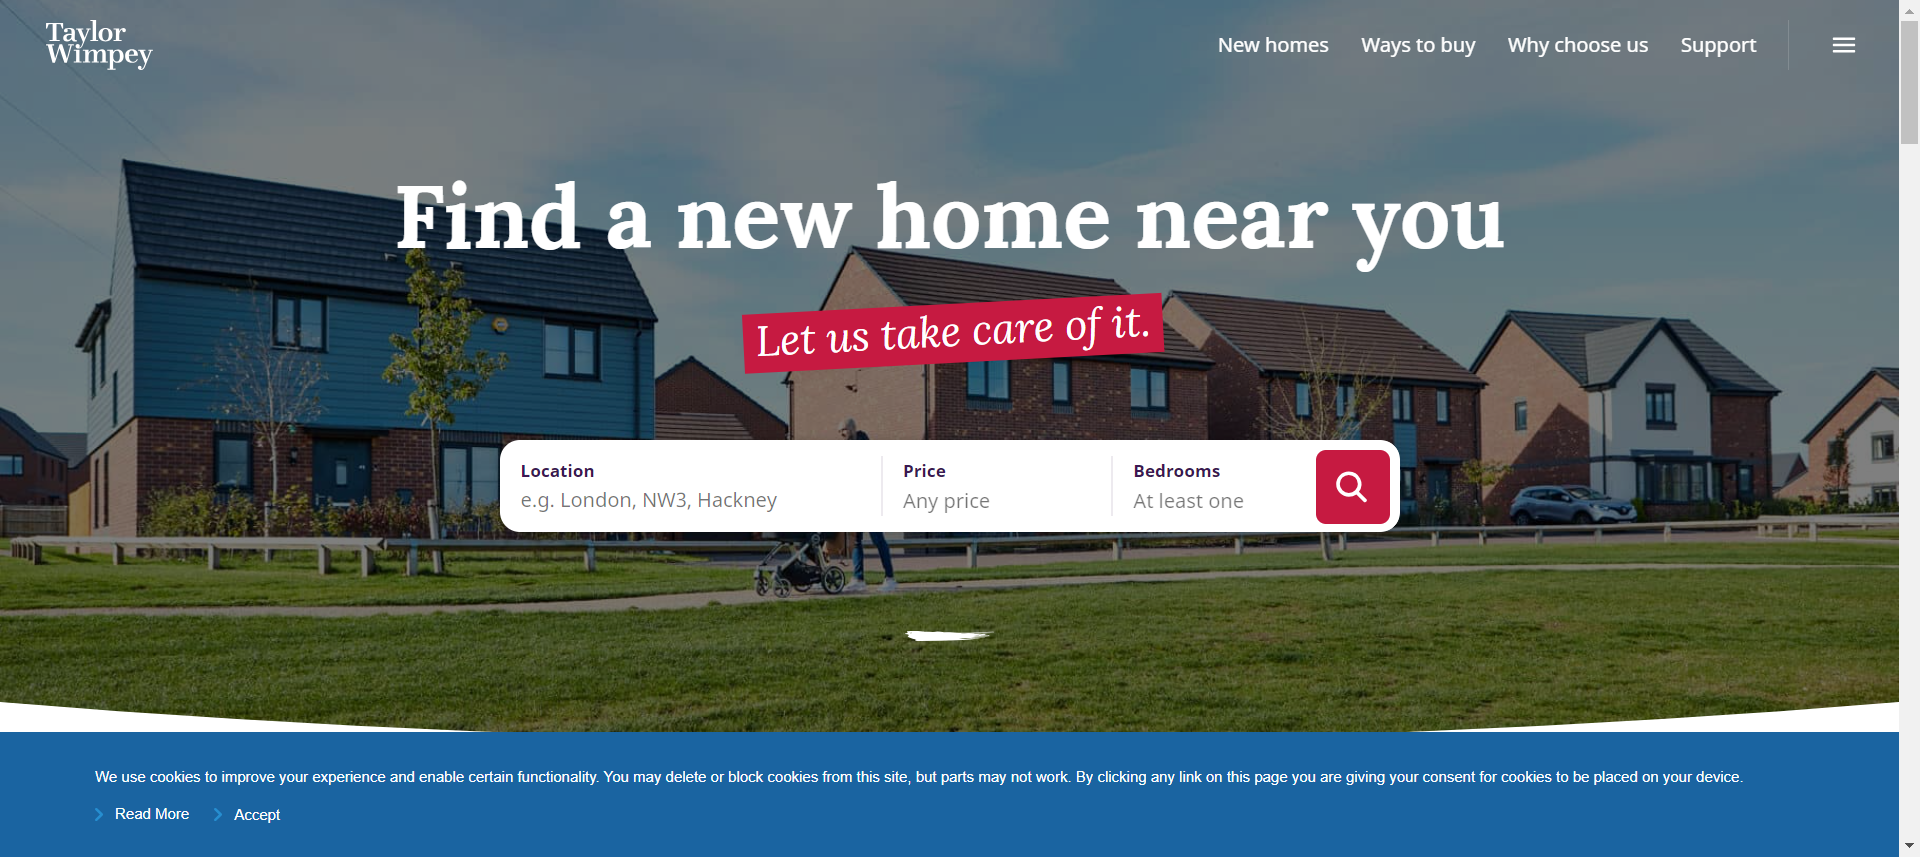 Taylor
Wimpey
New homes
Ways to buy
Why choose us
Support
Find a new home near you
Let us take care of it.
Location
e.g. London, NW3, Hackney
Price
Any price
Bedrooms
At least one
We use cookies to improve your experience and enable certain functionality. You may delete or block cookies from this site, but parts may not work. By clicking any link on this page you are giving your consent for cookies to be placed on your device.
Read More
Accept